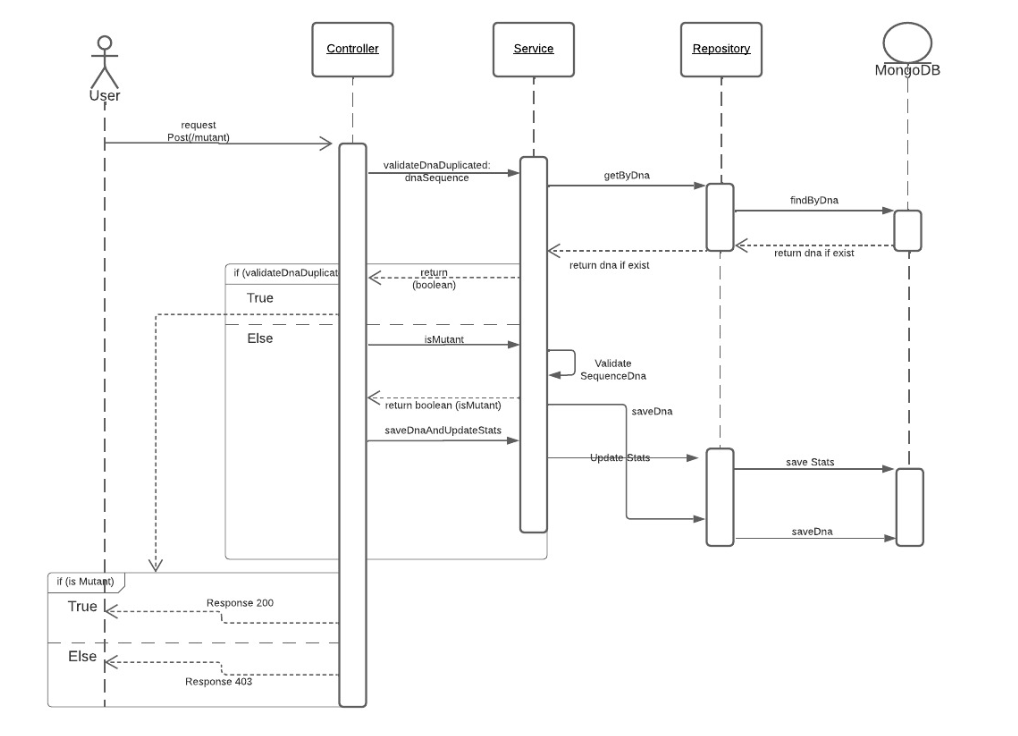 Controller
Service
Repository
MongoDB
User
request
Post(/mutant)
validateDnaDuplicated:
dnaSequence
getByDna
findByDna
return dna if exist
return dna if exist
if (validateDnaDuplicat
return
(boolean)
True
Else
isMutant
Validate
SequenceDna
return boolean (isMutant)
saveDna
saveDnaAndUpdateStats
Update Stats
save Stats
saveDna
if (is Mutant)
True
Response 200
Else
Response 403